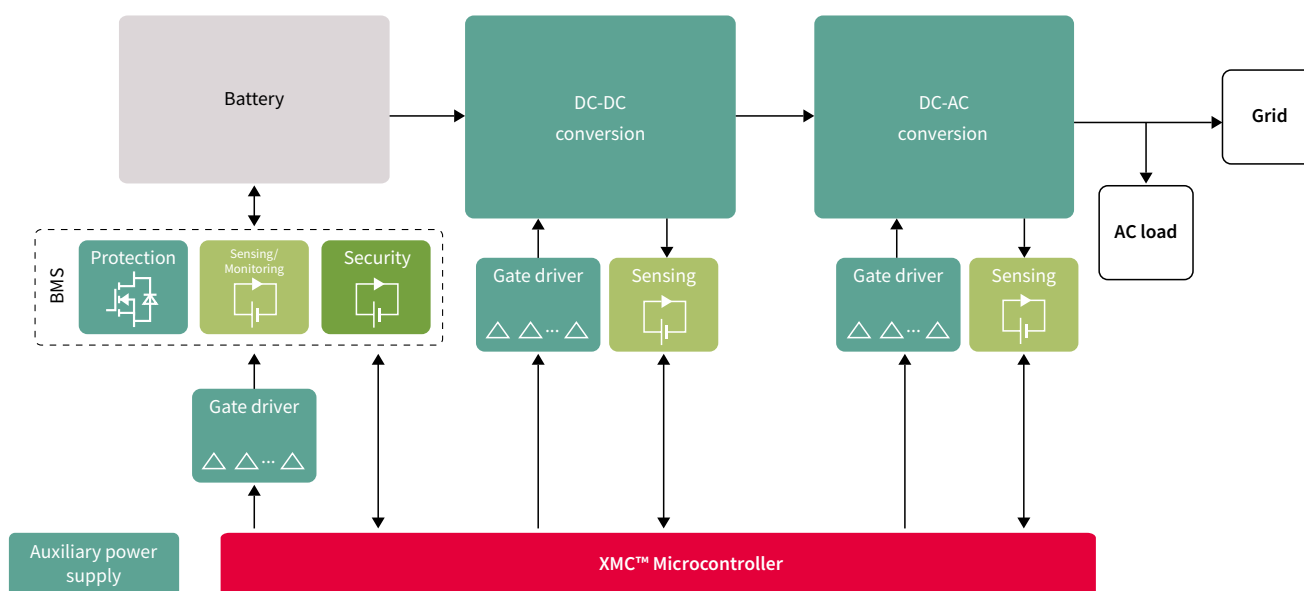 Battery
DC-DC
conversion
DC-AC
conversion
Grid
AC load
BMS
Protection
Sensing/
Monitoring
Security
Gate driver
...
Sensing
Gate driver
...
Sensing
Gate driver
...
Auxiliary power
supply
XMC™ Microcontroller